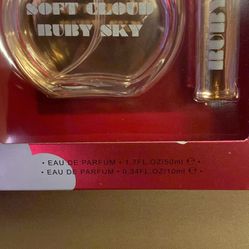 SOFT CLOUD
RUBY SKY
RUBY
• EAU DE PARFUM • 1.7FL.OZ/50ml ℮ •
• EAU DE PARFUM • 0.34FL.OZ/10ml ℮ •